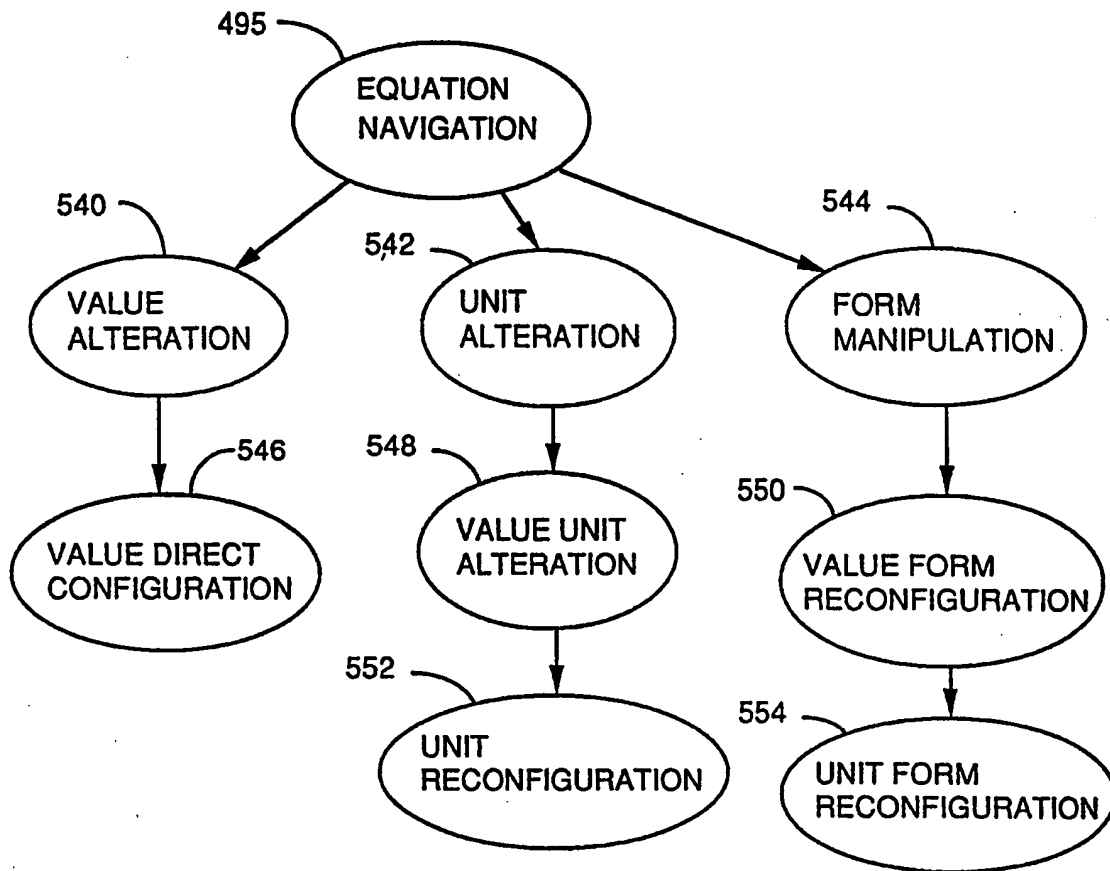 495
EQUATION
NAVIGATION
540
VALUE
ALTERATION
542
UNIT
ALTERATION
544
FORM
MANIPULATION
546
VALUE DIRECT
CONFIGURATION
548
VALUE UNIT
ALTERATION
550
VALUE FORM
RECONFIGURATION
552
UNIT
RECONFIGURATION
554
UNIT FORM
RECONFIGURATION